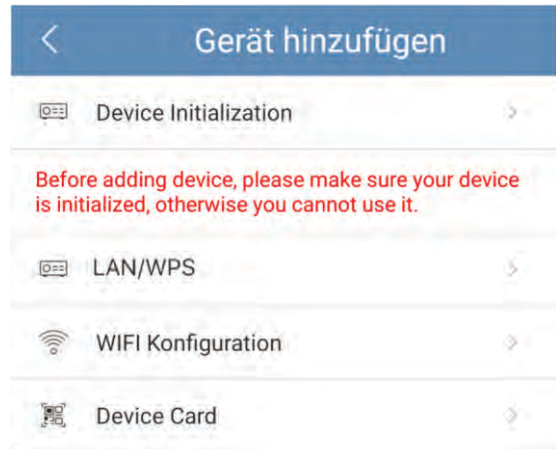 Gerät hinzufügen
Device Initialization
Before adding device, please make sure your device
is initialized, otherwise you cannot use it.
LAN/WPS
WIFI Konfiguration
Device Card